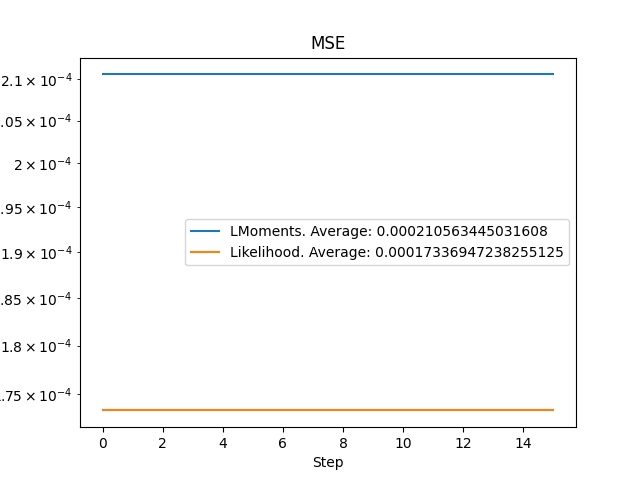 MSE
2.1 × 10⁻⁴
.05 × 10⁻⁴
2 × 10⁻⁴
.95 × 10⁻⁴
1.9 × 10⁻⁴
.85 × 10⁻⁴
1.8 × 10⁻⁴
.75 × 10⁻⁴
LMoments. Average: 0.000210563445031608
Likelihood. Average: 0.00017336947238255125
0 2 4 6 8 10 12 14
Step